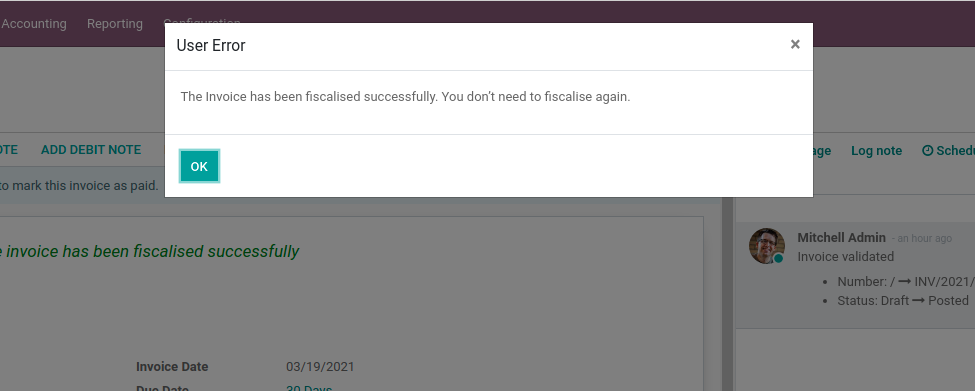 Accounting Reporting Configuration
User Error ×
The Invoice has been fiscalised successfully. You don't need to fiscalise again.
OK
OTE ADD DEBIT NOTE
age Log note Schedu
to mark this invoice as paid.
e invoice has been fiscalised successfully
Mitchell Admin - an hour ago
Invoice validated
• Number: / → INV/2021/
• Status: Draft → Posted
Invoice Date 03/19/2021
Due Date 30 Days